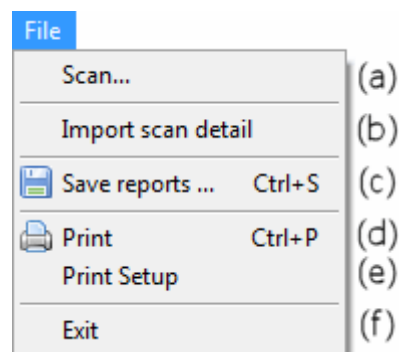 File
Scan... (a)
Import scan detail (b)
Save reports ... Ctrl+S (c)
Print Ctrl+P (d)
Print Setup (e)
Exit (f)